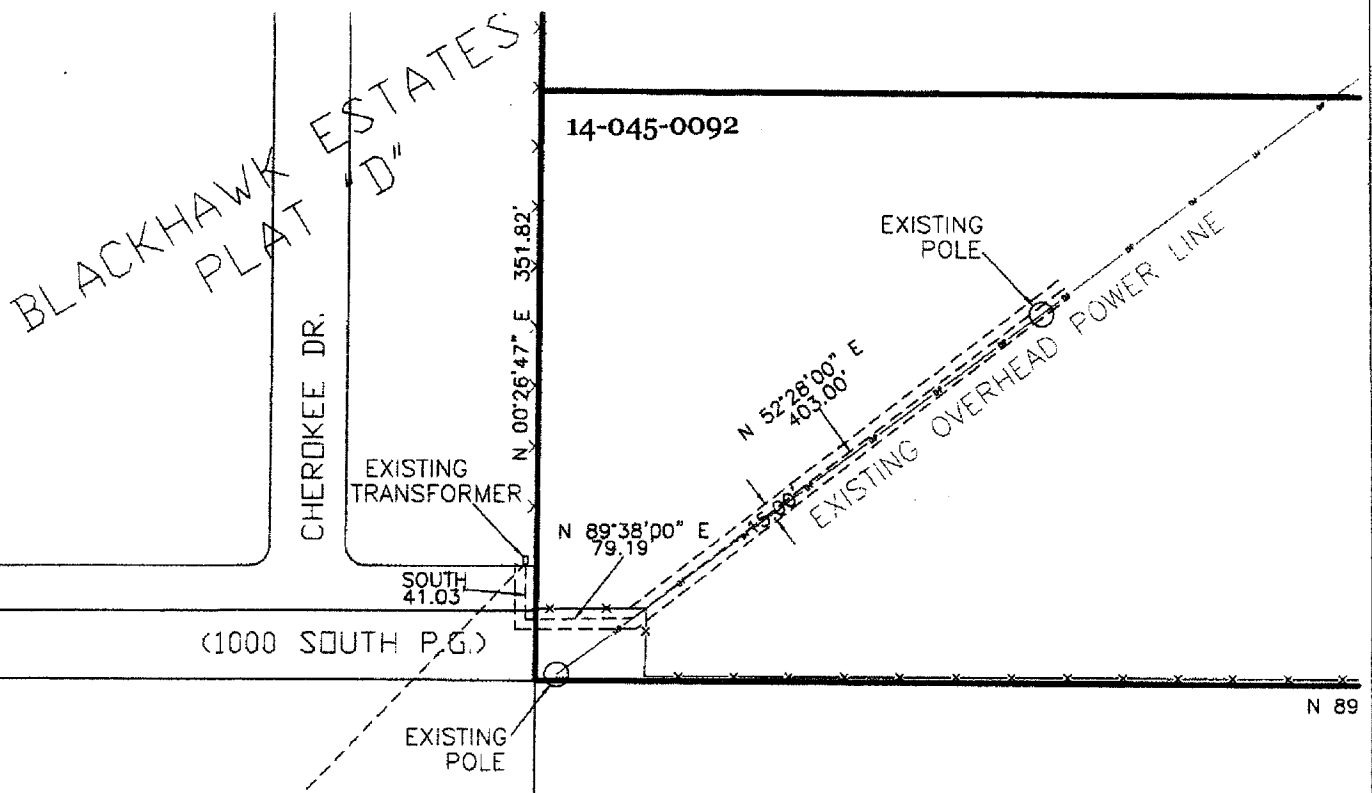 BLACKHAWK ESTATES
PLAT "D"
14-045-0092
N 00°26'47" E 351.82'
EXISTING
POLE
EXISTING OVERHEAD POWER LINE
N 52°28'00" E
403.00'
15.00'
CHEROKEE DR.
EXISTING
TRANSFORMER
N 89°38'00" E
79.19'
SOUTH
41.03'
(1000 SOUTH P.G.)
EXISTING
POLE
N 89